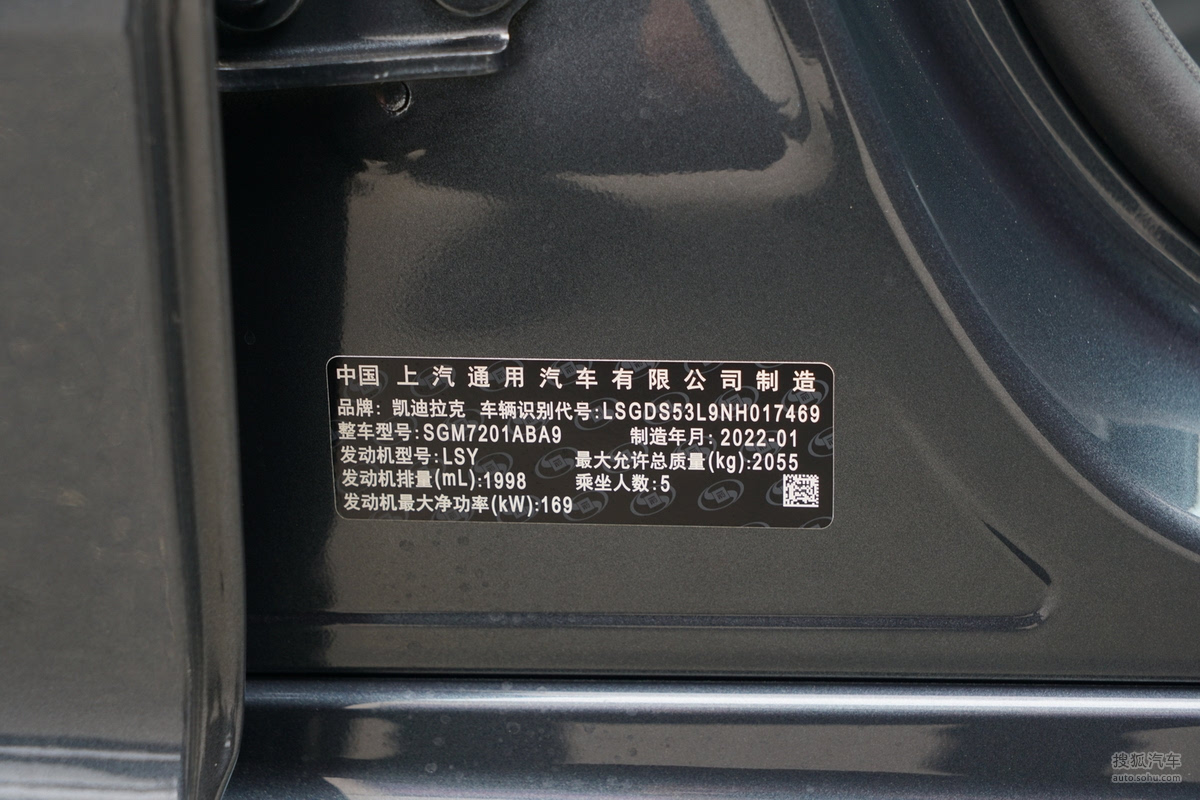 中国 上汽通用汽车有限公司制造
品牌: 凯迪拉克 车辆识别代号:LSGDS53L9NH017469
整车型号:SGM7201ABA9 制造年月: 2022-01
发动机型号:LSY 最大允许总质量(kg):2055
发动机排量(mL):1998 乘坐人数:5
发动机最大净功率(kW):169
搜狐汽车
auto.sohu.com